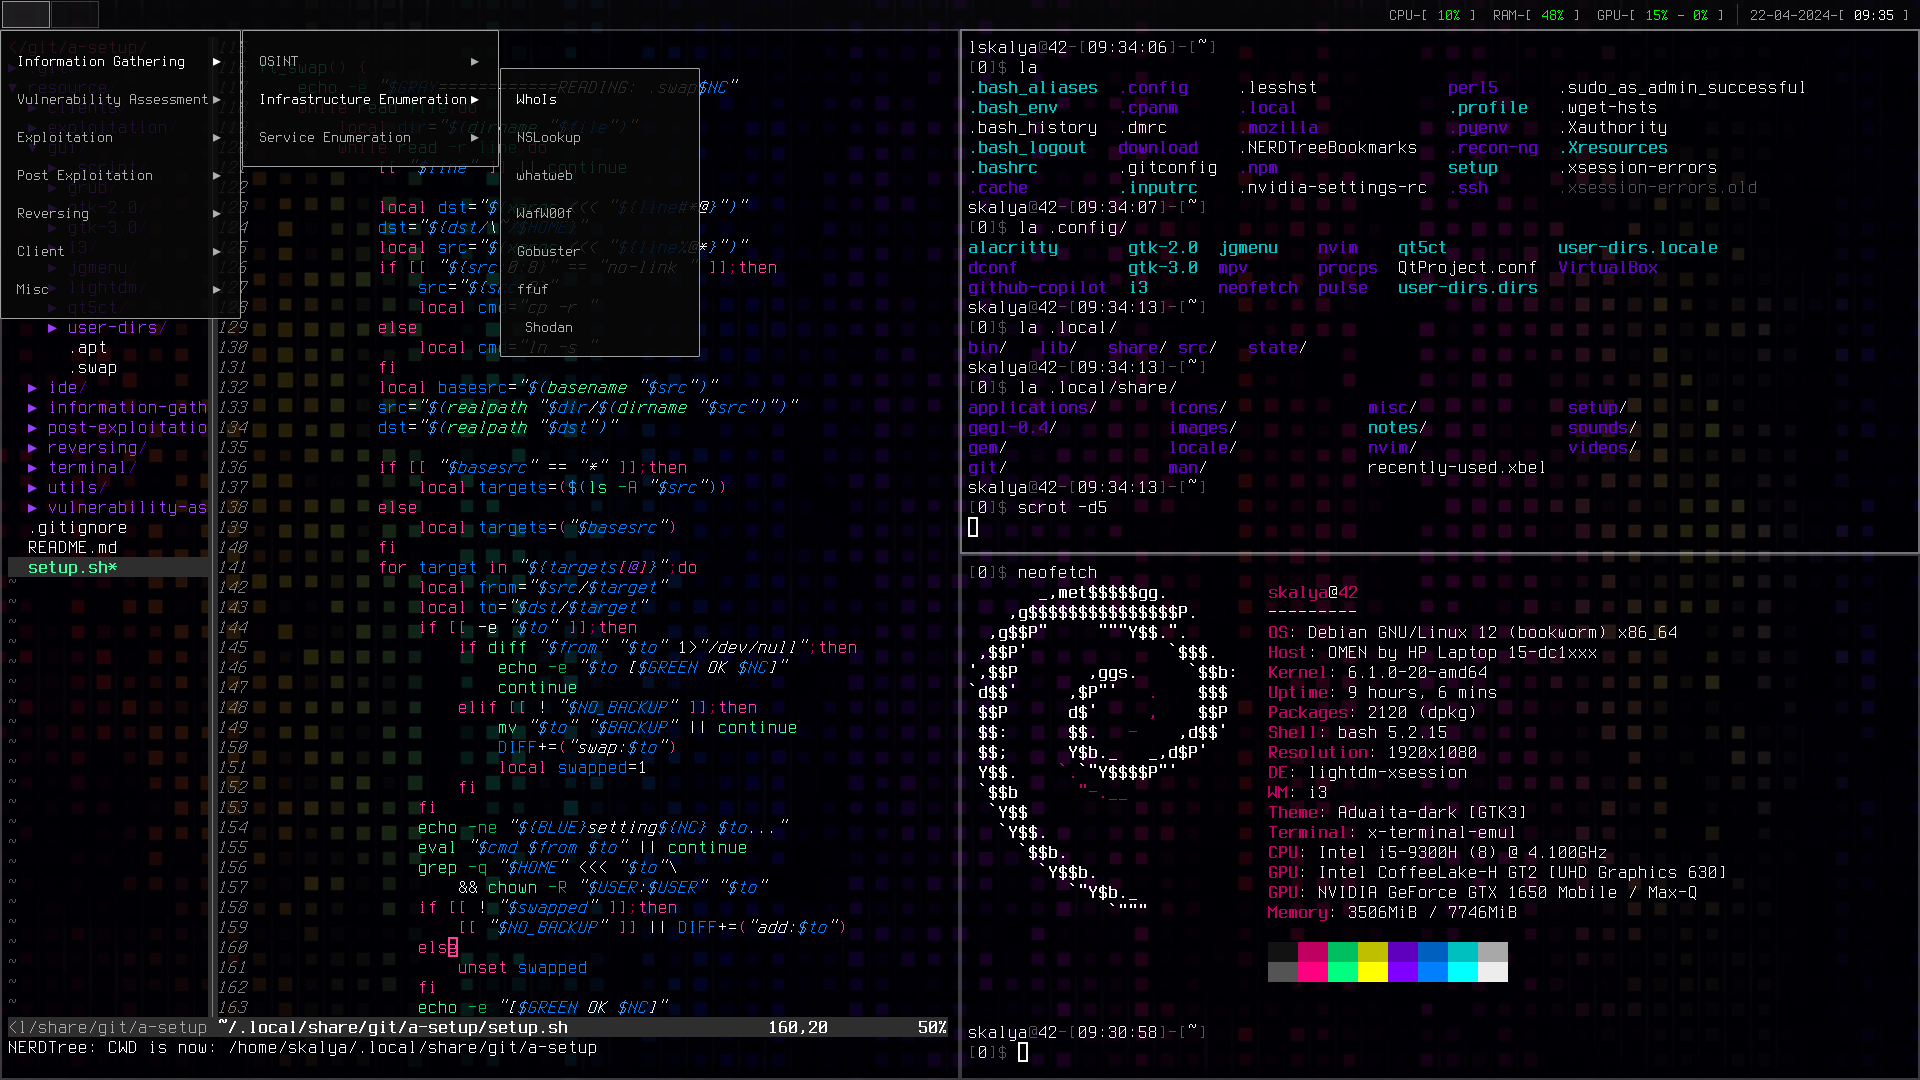 CPU-[ 10% ] RAM-[ 48% ] GPU-[ 15% - 0% ] 22-04-2024-[ 09:35 ]
Information Gathering ▶
Vulnerability Assessment ▶
Exploitation ▶
Post Exploitation ▶
Reversing ▶
Client ▶
Misc ▶
OSINT ▶
Infrastructure Enumeration ▶
Service Enumeration ▶
WhoIs
NSLookup
whatweb
WafW00f
Gobuster
ffuf
Shodan
</git/a-setup/
▶ user-dirs/
.apt
.swap
▶ ide/
▶ information-gath
▶ post-exploitatio
▶ reversing/
▶ terminal/
▶ utils/
▶ vulnerability-as
.gitignore
README.md
setup.sh*
123 local dst="$
124 dst="${dst/\
125 local src="$
126 if [[ "${src:0:8}" == "no-link " ]];then
127 src="${s
128 local cmd="cp -r "
129 else
130 local cmd="ln -s "
131 fi
132 local basesrc="$(basename "$src")"
133 src="$(realpath "$dir/$(dirname "$src")")"
134 dst="$(realpath "$dst")"
135
136 if [[ "$basesrc" == "*" ]];then
137 local targets=($(ls -A "$src"))
138 else
139 local targets=("$basesrc")
140 fi
141 for target in "${targets[@]}";do
142 local from="$src/$target"
143 local to="$dst/$target"
144 if [[ -e "$to" ]];then
145 if diff "$from" "$to" 1>"/dev/null";then
146 echo -e "$to [$GREEN OK $NC]"
147 continue
148 elif [[ ! "$NO_BACKUP" ]];then
149 mv "$to" "$BACKUP" || continue
150 DIFF+=("swap:$to")
151 local swapped=1
152 fi
153 fi
154 echo -ne "${BLUE}setting${NC} $to..."
155 eval "$cmd $from $to" || continue
156 grep -q "$HOME" <<< "$to"\
157 && chown -R "$USER:$USER" "$to"
158 if [[ ! "$swapped" ]];then
159 [[ "$NO_BACKUP" ]] || DIFF+=("add:$to")
160 else
161 unset swapped
162 fi
163 echo -e "[$GREEN OK $NC]"
<l/share/git/a-setup ~/.local/share/git/a-setup/setup.sh 160,20 50%
NERDTree: CWD is now: /home/skalya/.local/share/git/a-setup
lskalya@42-[09:34:06]-[~]
[0]$ la
.bash_aliases .config .lesshst perl5 .sudo_as_admin_successful
.bash_env .cpanm .local .profile .wget-hsts
.bash_history .dmrc .mozilla .pyenv .Xauthority
.bash_logout download .NERDTreeBookmarks .recon-ng .Xresources
.bashrc .gitconfig .npm setup .xsession-errors
.cache .inputrc .nvidia-settings-rc .ssh .xsession-errors.old
skalya@42-[09:34:07]-[~]
[0]$ la .config/
alacritty gtk-2.0 jgmenu nvim qt5ct user-dirs.locale
dconf gtk-3.0 mpv procps QtProject.conf VirtualBox
github-copilot i3 neofetch pulse user-dirs.dirs
skalya@42-[09:34:13]-[~]
[0]$ la .local/
bin/ lib/ share/ src/ state/
skalya@42-[09:34:13]-[~]
[0]$ la .local/share/
applications/ icons/ misc/ setup/
gegl-0.4/ images/ notes/ sounds/
gem/ locale/ nvim/ videos/
git/ man/ recently-used.xbel
skalya@42-[09:34:13]-[~]
[0]$ scrot -d5
[0]$ neofetch
_,met$$$$$gg.
,g$$$$$$$$$$$$$$$P.
,g$$P" """Y$$.".
,$$P' `$$$.
',$$P ,ggs. `$$b:
`d$$' ,$P"' . $$$
$$P d$' , $$P
$$: $$. - ,d$$'
$$; Y$b._ _,d$P'
Y$$. `.`"Y$$$$P"'
`$$b "-.__
`Y$$
`Y$$.
`$$b.
`Y$$b.
`"Y$b._
`"""
skalya@42
---------
OS: Debian GNU/Linux 12 (bookworm) x86_64
Host: OMEN by HP Laptop 15-dc1xxx
Kernel: 6.1.0-20-amd64
Uptime: 9 hours, 6 mins
Packages: 2120 (dpkg)
Shell: bash 5.2.15
Resolution: 1920x1080
DE: lightdm-xsession
WM: i3
Theme: Adwaita-dark [GTK3]
Terminal: x-terminal-emul
CPU: Intel i5-9300H (8) @ 4.100GHz
GPU: Intel CoffeeLake-H GT2 [UHD Graphics 630]
GPU: NVIDIA GeForce GTX 1650 Mobile / Max-Q
Memory: 3506MiB / 7746MiB
skalya@42-[09:30:58]-[~]
[0]$